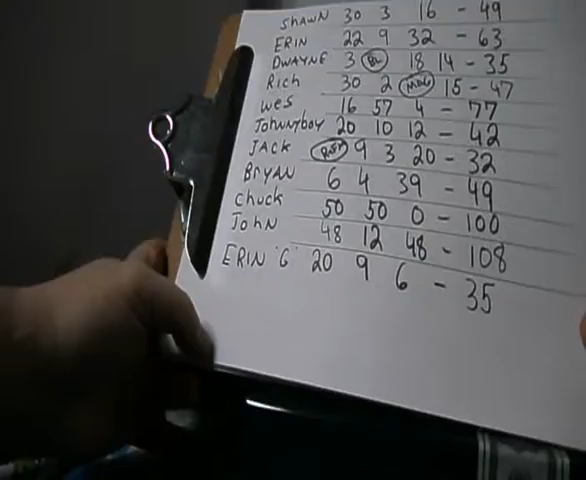 SHAWN 30 3 16 - 49
ERIN 22 9 32 - 63
DWAYNE 3 18 14 - 35
Rich 30 2 15 - 47
Wes 16 57 4 - 77
Johnnyboy 20 10 12 - 42
JACK 9 3 20 - 32
BRYAN 6 4 39 - 49
Chuck 50 50 0 - 100
JOHN 48 12 48 - 108
ERIN "G" 20 9 6 - 35